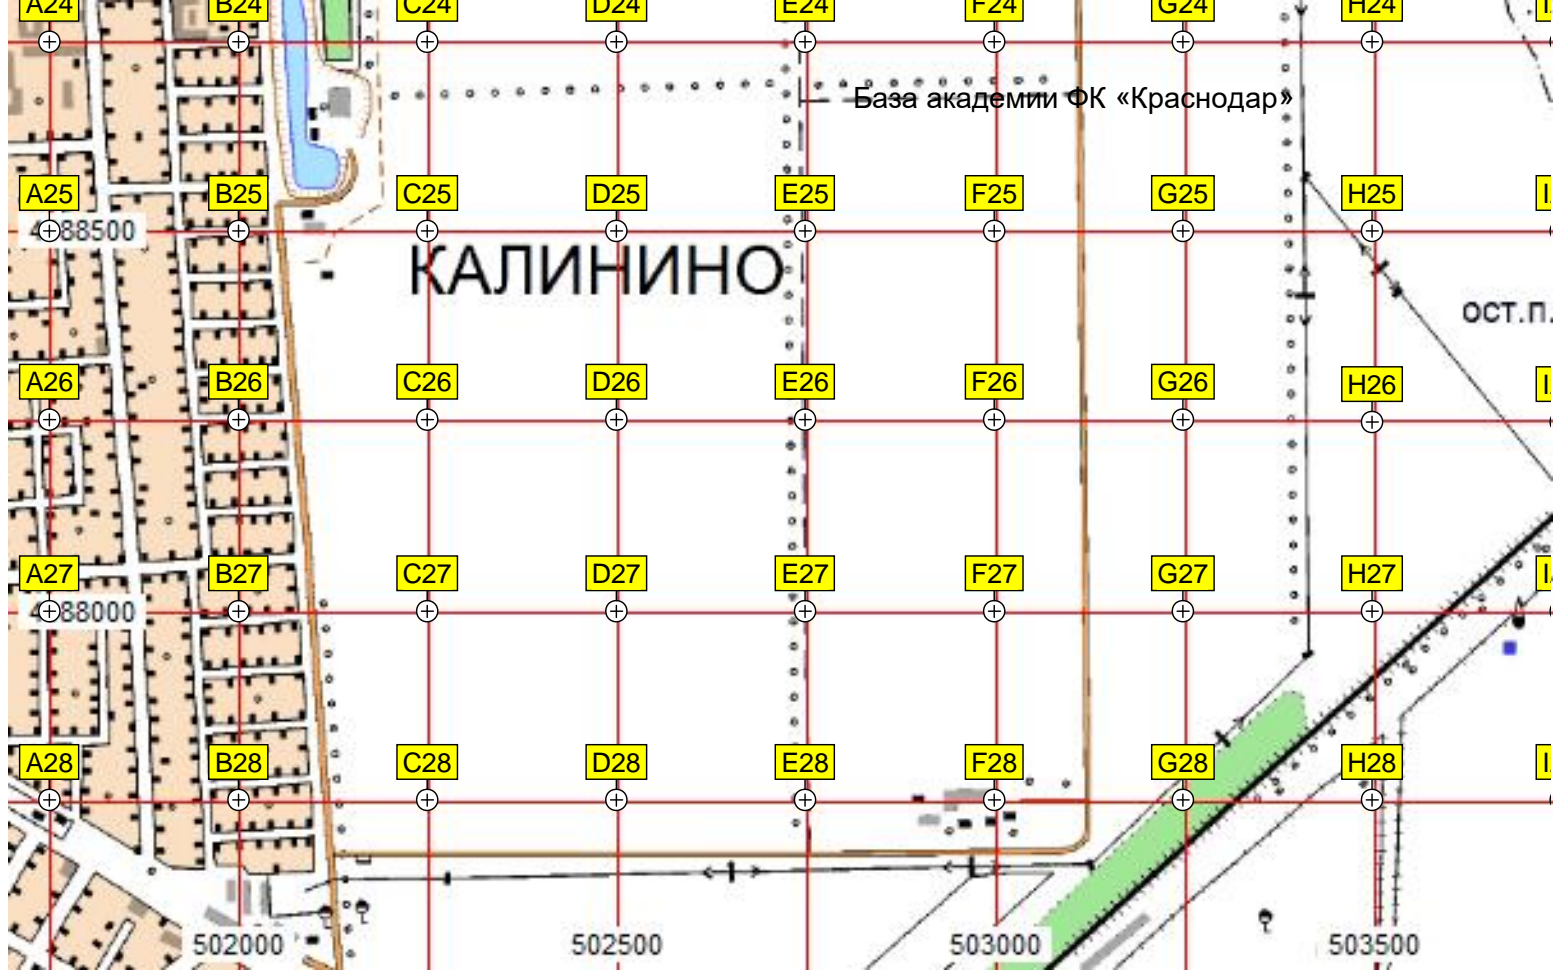 A24 B24 C24 D24 E24 F24 G24 H24 I
База академии ФК «Краснодар»
A25 B25 C25 D25 E25 F25 G25 H25 I
88500
КАЛИНИНО
ост.п.
A26 B26 C26 D26 E26 F26 G26 H26 I
A27 B27 C27 D27 E27 F27 G27 H27 I
88000
A28 B28 C28 D28 E28 F28 G28 H28 I
502000 502500 503000 503500